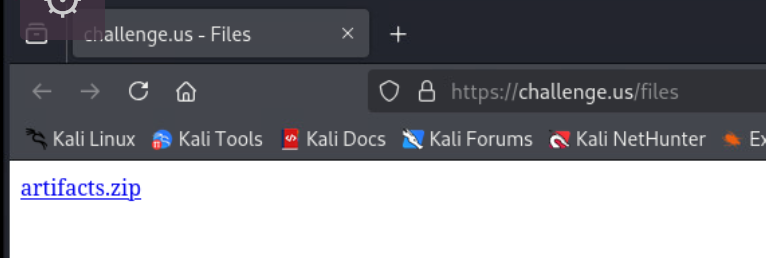 challenge.us - Files
https://challenge.us/files
Kali Linux Kali Tools Kali Docs Kali Forums Kali NetHunter Ex
artifacts.zip